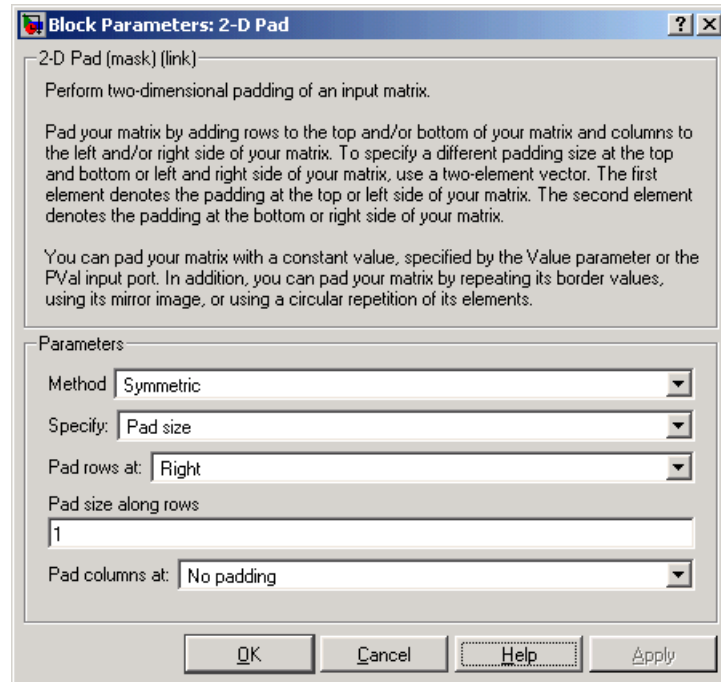 Block Parameters: 2-D Pad
2-D Pad (mask) (link)
Perform two-dimensional padding of an input matrix.
Pad your matrix by adding rows to the top and/or bottom of your matrix and columns to
the left and/or right side of your matrix. To specify a different padding size at the top
and bottom or left and right side of your matrix, use a two-element vector. The first
element denotes the padding at the top or left side of your matrix. The second element
denotes the padding at the bottom or right side of your matrix.
You can pad your matrix with a constant value, specified by the Value parameter or the
PVal input port. In addition, you can pad your matrix by repeating its border values,
using its mirror image, or using a circular repetition of its elements.
Parameters
Method Symmetric
Specify: Pad size
Pad rows at: Right
Pad size along rows
1
Pad columns at: No padding
OK Cancel Help Apply